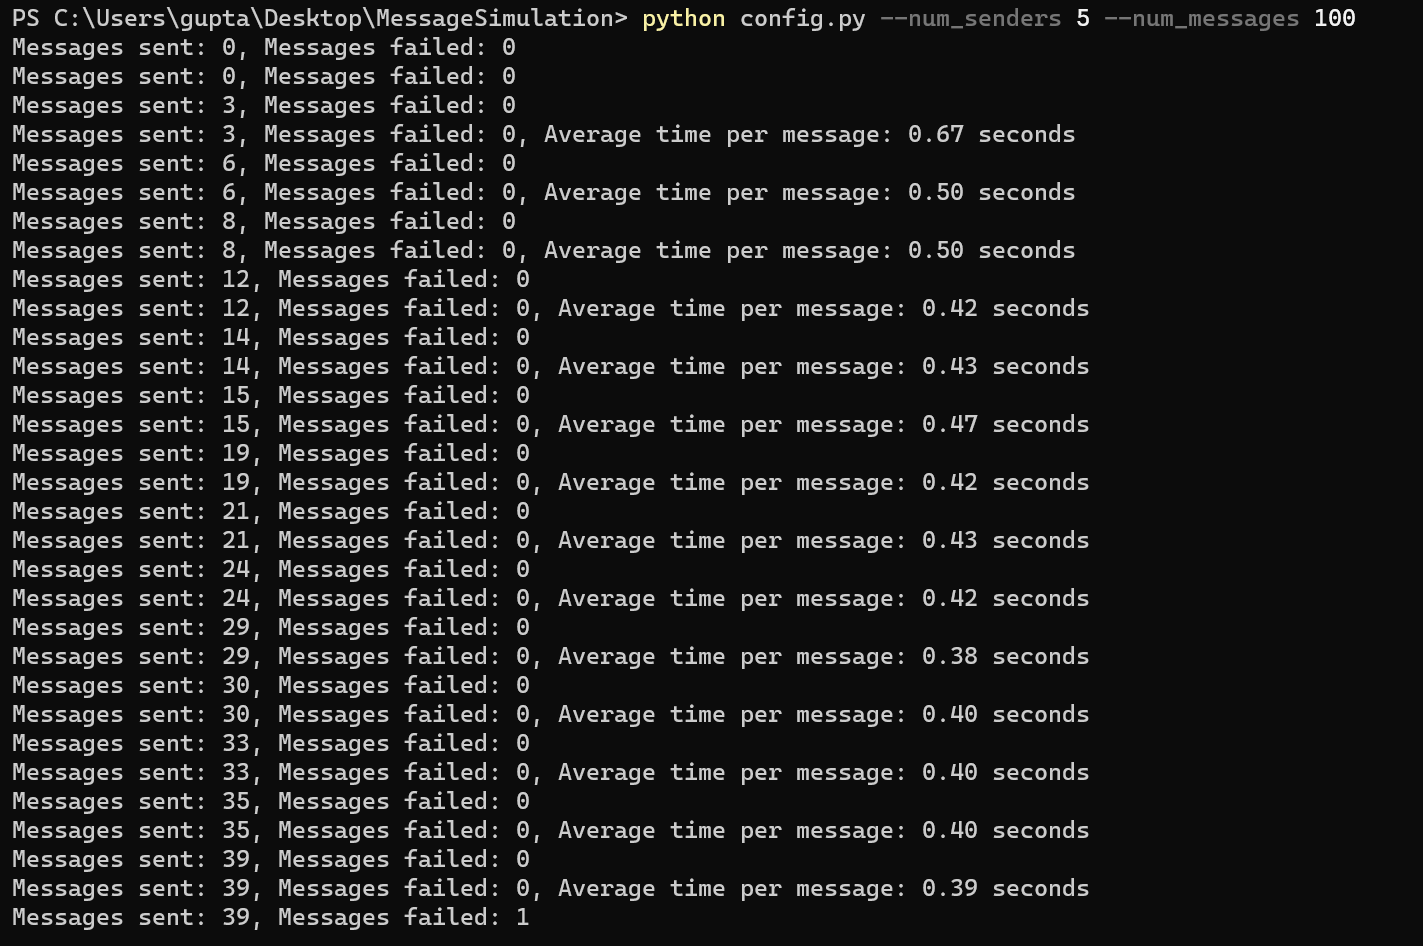 PS C:\Users\gupta\Desktop\MessageSimulation> python config.py --num_senders 5 --num_messages 100
Messages sent: 0, Messages failed: 0
Messages sent: 0, Messages failed: 0
Messages sent: 3, Messages failed: 0
Messages sent: 3, Messages failed: 0, Average time per message: 0.67 seconds
Messages sent: 6, Messages failed: 0
Messages sent: 6, Messages failed: 0, Average time per message: 0.50 seconds
Messages sent: 8, Messages failed: 0
Messages sent: 8, Messages failed: 0, Average time per message: 0.50 seconds
Messages sent: 12, Messages failed: 0
Messages sent: 12, Messages failed: 0, Average time per message: 0.42 seconds
Messages sent: 14, Messages failed: 0
Messages sent: 14, Messages failed: 0, Average time per message: 0.43 seconds
Messages sent: 15, Messages failed: 0
Messages sent: 15, Messages failed: 0, Average time per message: 0.47 seconds
Messages sent: 19, Messages failed: 0
Messages sent: 19, Messages failed: 0, Average time per message: 0.42 seconds
Messages sent: 21, Messages failed: 0
Messages sent: 21, Messages failed: 0, Average time per message: 0.43 seconds
Messages sent: 24, Messages failed: 0
Messages sent: 24, Messages failed: 0, Average time per message: 0.42 seconds
Messages sent: 29, Messages failed: 0
Messages sent: 29, Messages failed: 0, Average time per message: 0.38 seconds
Messages sent: 30, Messages failed: 0
Messages sent: 30, Messages failed: 0, Average time per message: 0.40 seconds
Messages sent: 33, Messages failed: 0
Messages sent: 33, Messages failed: 0, Average time per message: 0.40 seconds
Messages sent: 35, Messages failed: 0
Messages sent: 35, Messages failed: 0, Average time per message: 0.40 seconds
Messages sent: 39, Messages failed: 0
Messages sent: 39, Messages failed: 0, Average time per message: 0.39 seconds
Messages sent: 39, Messages failed: 1